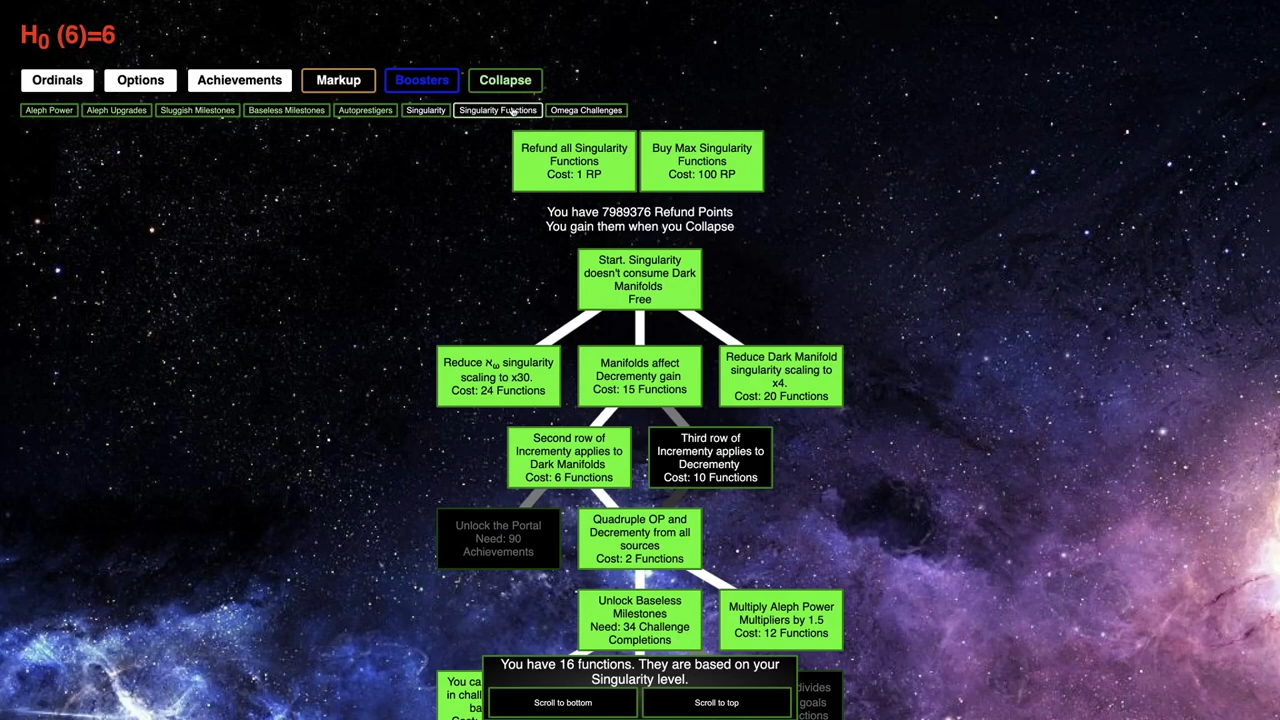 H0 (6)=6
Ordinals
Options
Achievements
Markup
Boosters
Collapse
Aleph Power
Aleph Upgrades
Sluggish Milestones
Baseless Milestones
Autoprestigers
Singularity
Singularity Functions
Omega Challenges
Refund all Singularity
Functions
Cost: 1 RP
Buy Max Singularity
Functions
Cost: 100 RP
You have 7989376 Refund Points
You gain them when you Collapse
Start. Singularity
doesn't consume Dark
Manifolds
Free
Reduce ℵω singularity
scaling to x30.
Cost: 24 Functions
Manifolds affect
Decrementy gain
Cost: 15 Functions
Reduce Dark Manifold
singularity scaling to
x4.
Cost: 20 Functions
Second row of
Incrementy applies to
Dark Manifolds
Cost: 6 Functions
Third row of
Incrementy applies to
Decrementy
Cost: 10 Functions
Unlock the Portal
Need: 90
Achievements
Quadruple OP and
Decrementy from all
sources
Cost: 2 Functions
Unlock Baseless
Milestones
Need: 34 Challenge
Completions
Multiply Aleph Power
Multipliers by 1.5
Cost: 12 Functions
You ca
in chall
ba
divides
goals
ctions
You have 16 functions. They are based on your
Singularity level.
Scroll to bottom
Scroll to top